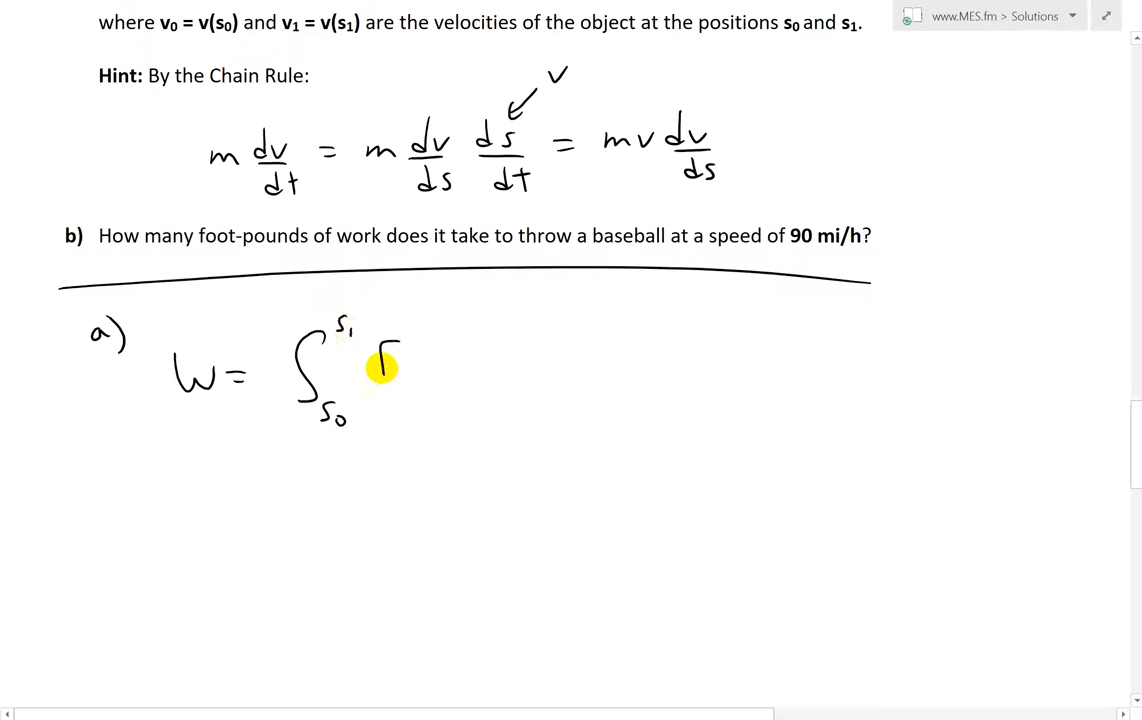 where v₀ = v(s₀) and v₁ = v(s₁) are the velocities of the object at the positions s₀ and s₁.
www.MES.fm > Solutions
Hint: By the Chain Rule:
v
m dv/dt = m dv/ds ds/dt = mv dv/ds
b) How many foot-pounds of work does it take to throw a baseball at a speed of 90 mi/h?
a)
W = ∫ s₀ s₁